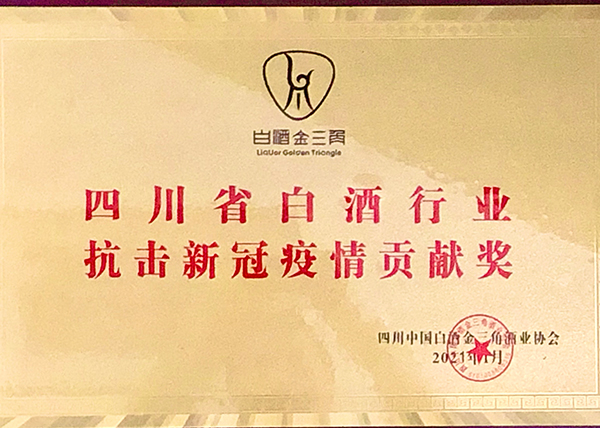 白酒金三角
LiqUor Golden Triangle
四川省白酒行业
抗击新冠疫情贡献奖
四川中国白酒金三角酒业协会
2021年1月